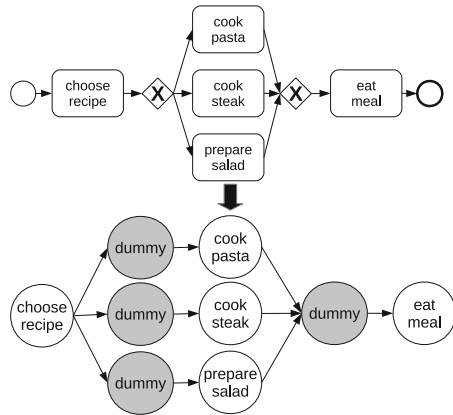 cook
pasta
choose
recipe
X
cook
steak
X
eat
meal
prepare
salad
dummy
cook
pasta
choose
recipe
dummy
cook
steak
dummy
eat
meal
dummy
prepare
salad